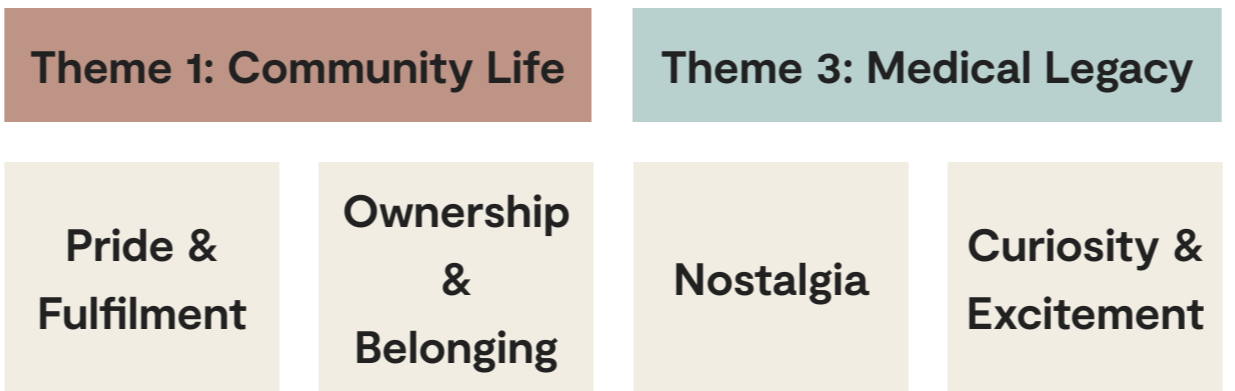 Theme 1: Community Life
Theme 3: Medical Legacy
Pride &
Fulfilment
Ownership
&
Belonging
Nostalgia
Curiosity &
Excitement